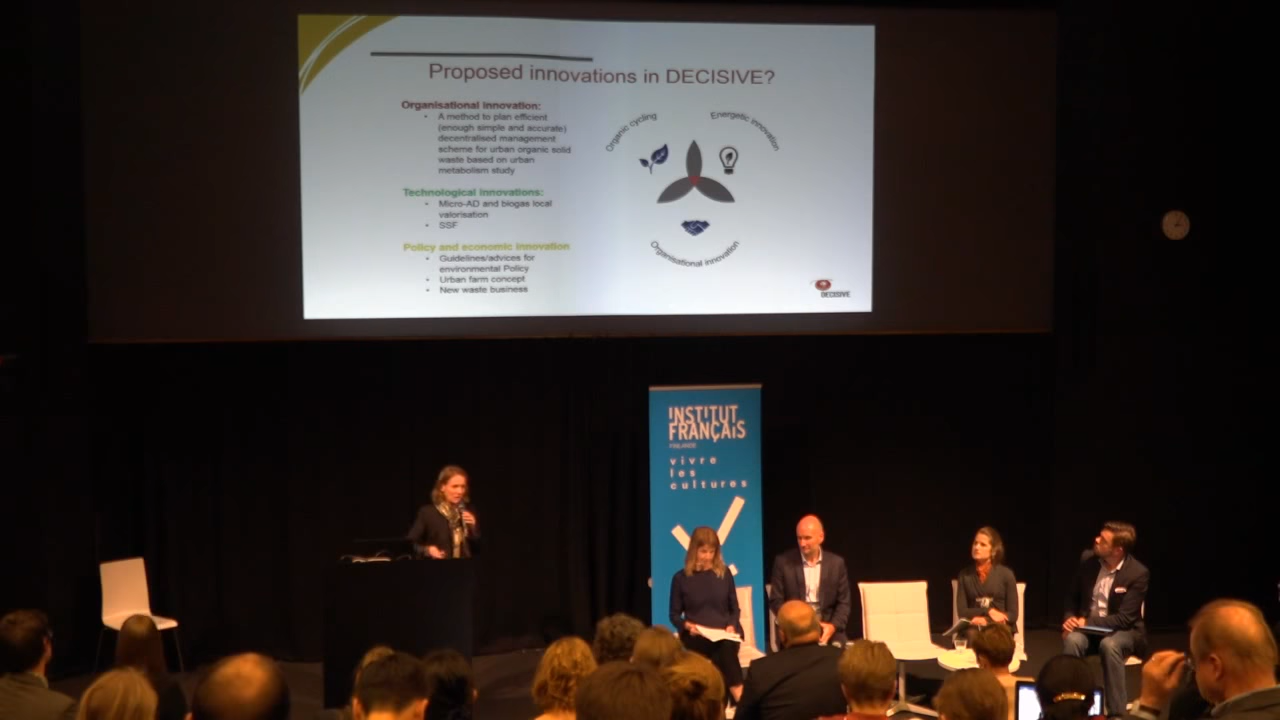 Proposed innovations in DECISIVE?
Organisational innovation:
• A method to plan efficient
(enough simple and accurate)
decentralised management
scheme for urban organic solid
waste based on urban
metabolism study
Technological innovations:
• Micro-AD and biogas local
valorisation
• SSF
Policy and economic innovation
• Guidelines/advices for
environmental Policy
• Urban farm concept
• New waste business
Organic cycling
Energetic innovation
Organisational innovation
DECISIVE
INSTITUT
FRANÇAIS
FINLANDE
vivre
les
cultures